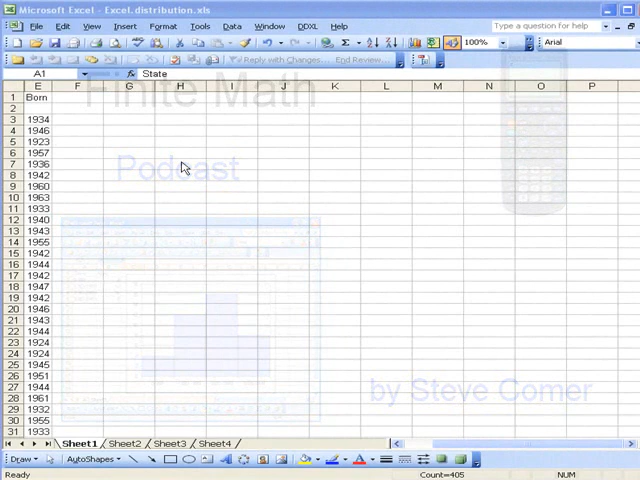 Microsoft Excel - Excel.distribution.xls
File Edit View Insert Format Tools Data Window DDXL Help Type a question for help
100% Arial
Reply with Changes... End Review...
A1 fx State
E F G H I J K L M N O P
1 Born
2
3 1934
4 1946
5 1923
6 1957
7 1936
8 1942
9 1960
10 1963
11 1933
12 1940
13 1943
14 1955
15 1942
16 1944
17 1942
18 1947
19 1942
20 1946
21 1943
22 1944
23 1924
24 1924
25 1945
26 1951
27 1944
28 1961
29 1932
30 1955
31 1933
Finite Math
Podcast
by Steve Comer
Sheet1 Sheet2 Sheet3 Sheet4
Draw AutoShapes
Ready Count=405 NUM